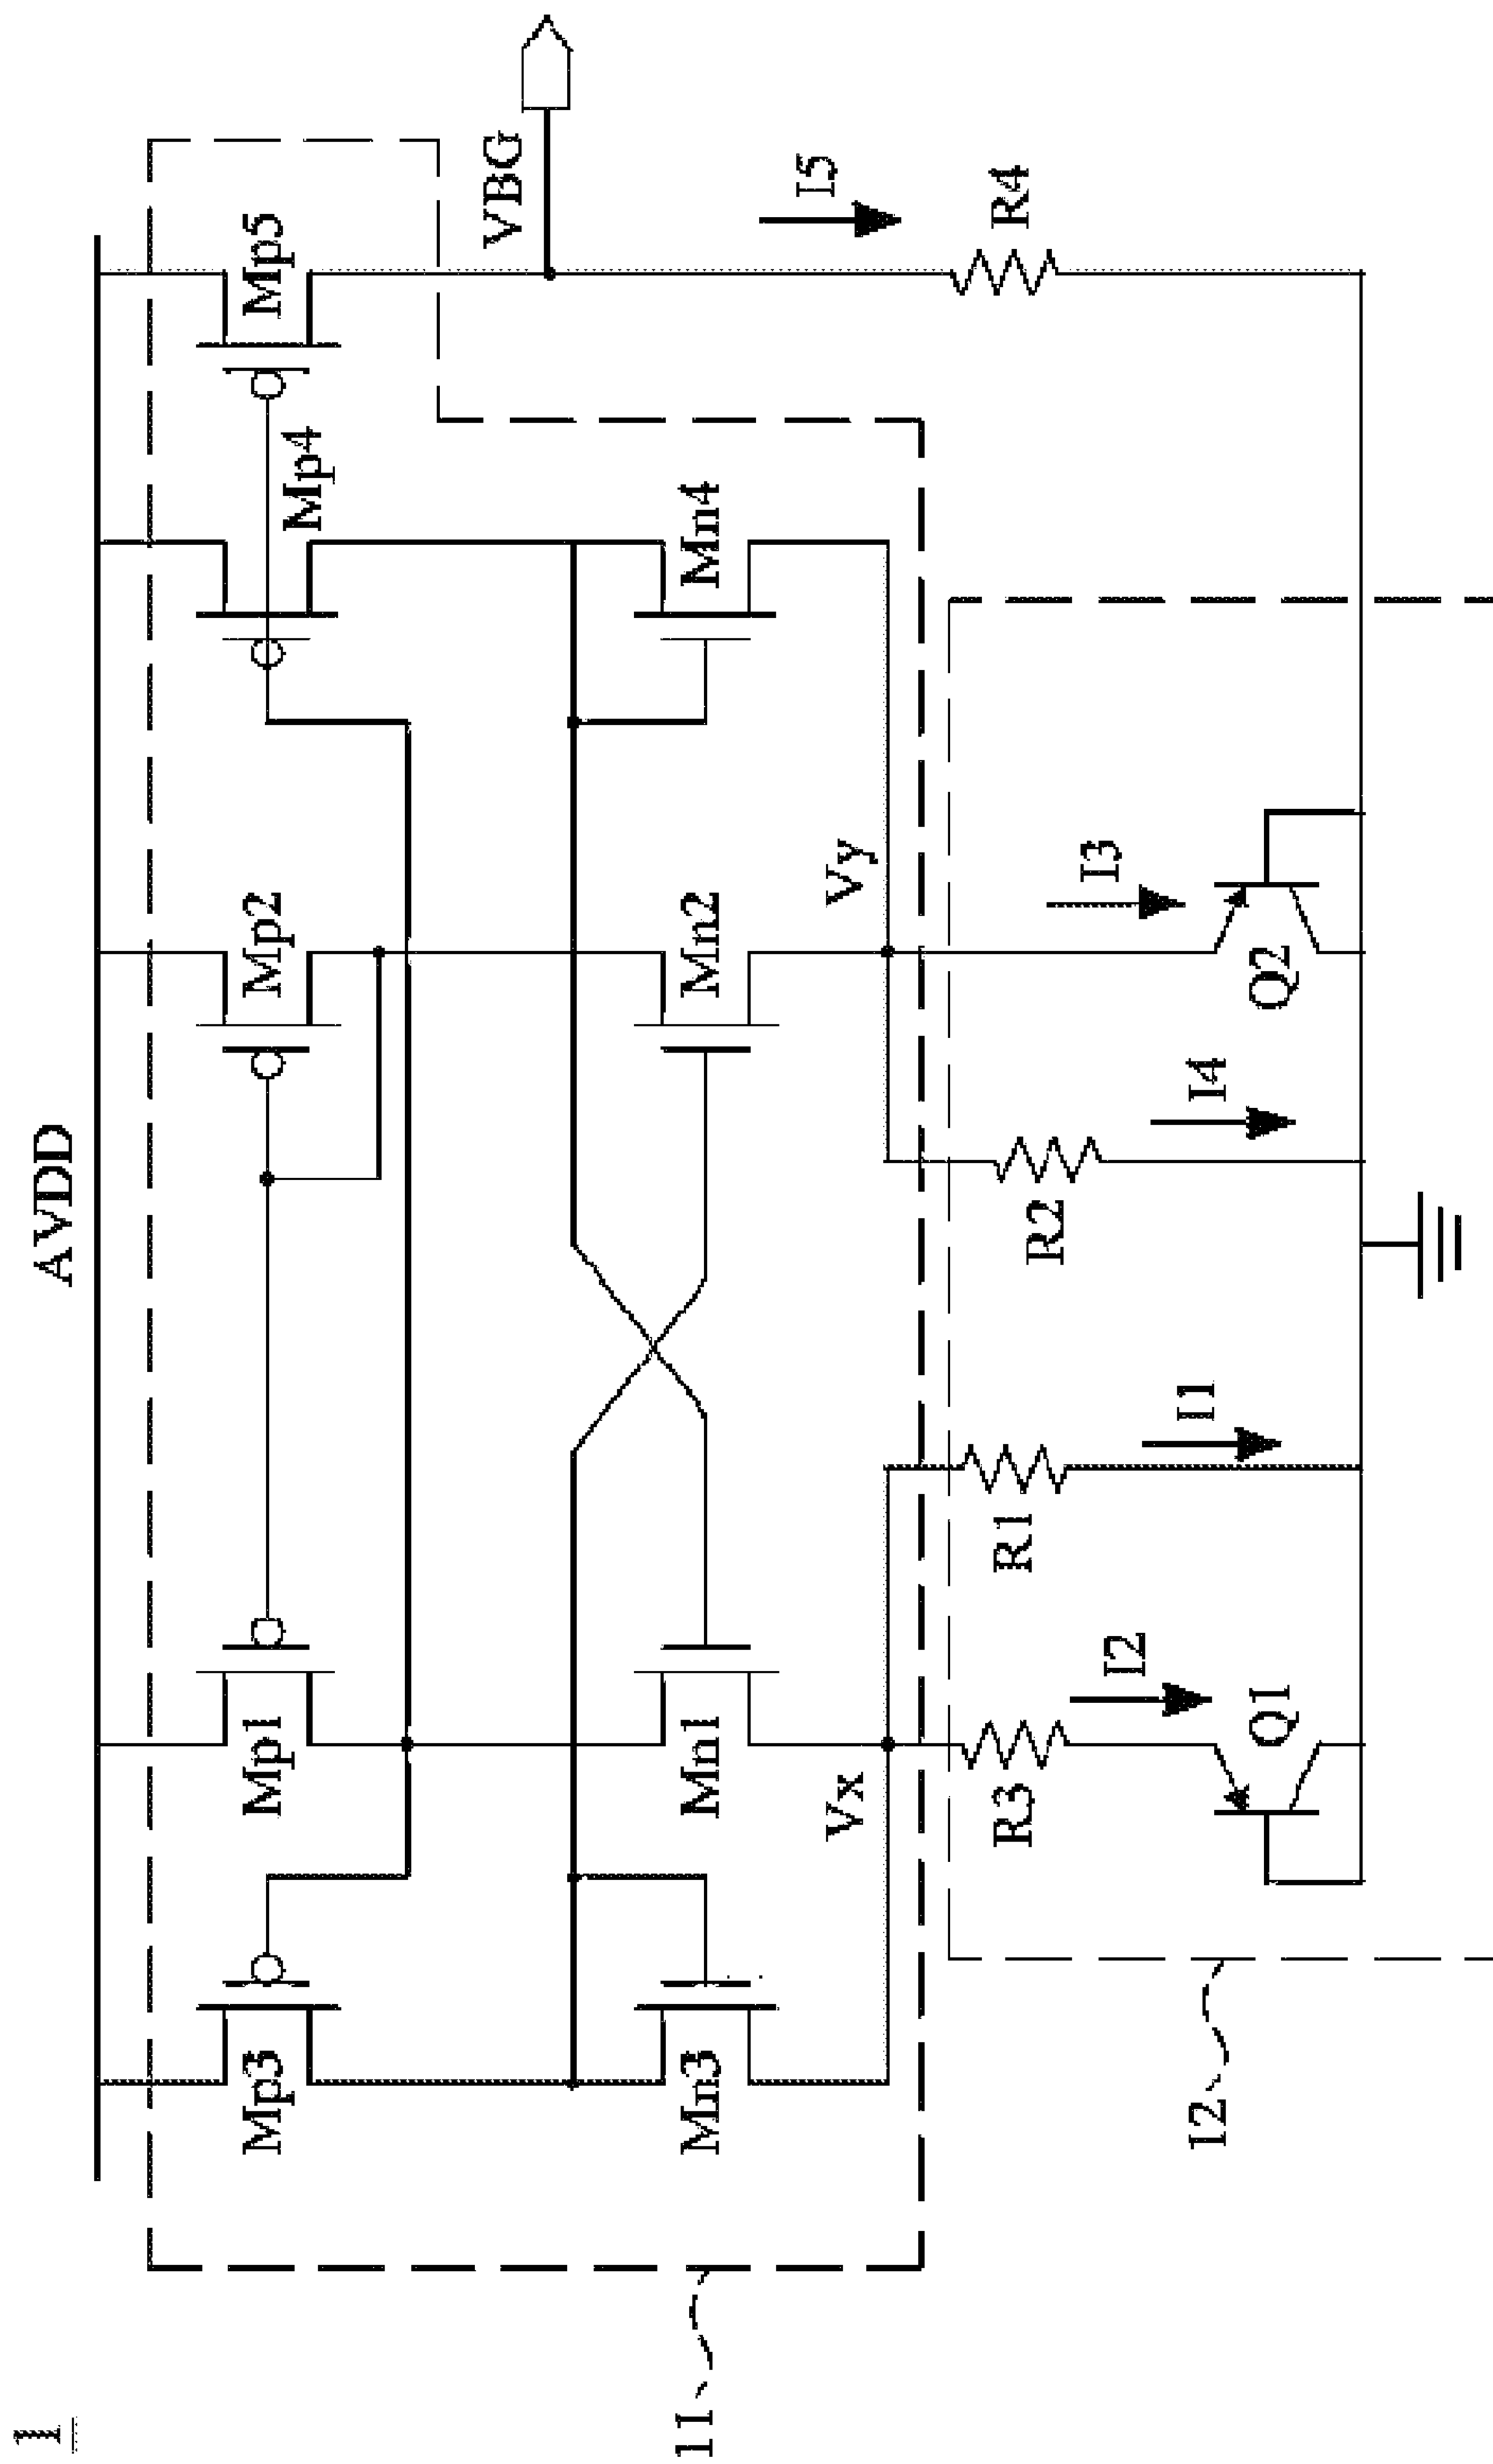 1
AVDD
Mp3
Mp1
Mp2
Mp4
Mp5
VBG
11
Mn3
Mn1
Mn2
Mn4
I5
Vx
Vy
R4
R3
R1
R2
I2
I1
I4
I3
12
Q1
Q2